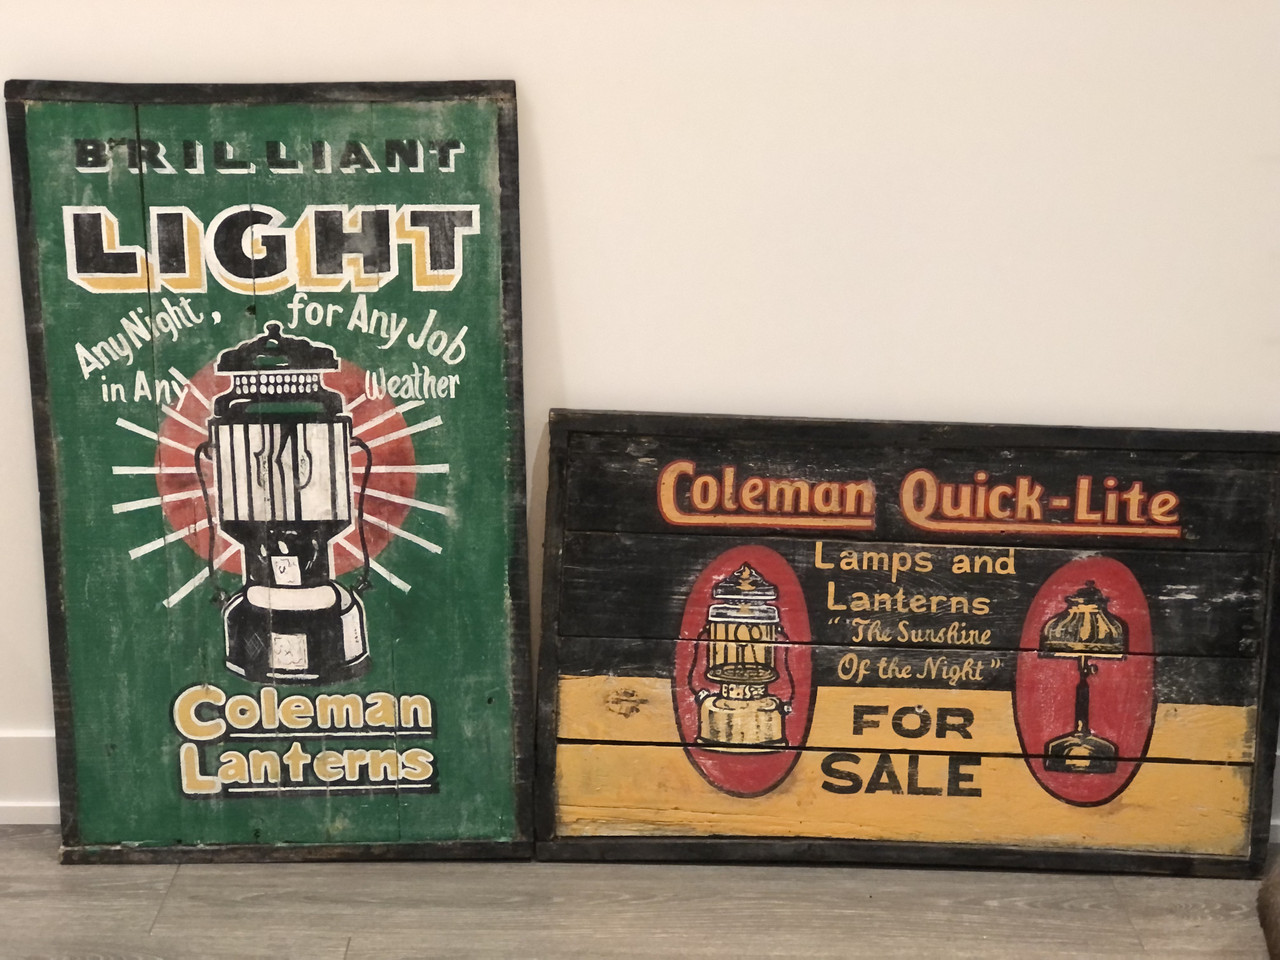 BRILLIANT
LIGHT
Any Night, for Any Job
in Any Weather
Coleman
Lanterns
Coleman Quick-Lite
Lamps and
Lanterns
"The Sunshine
Of the Night"
FOR
SALE